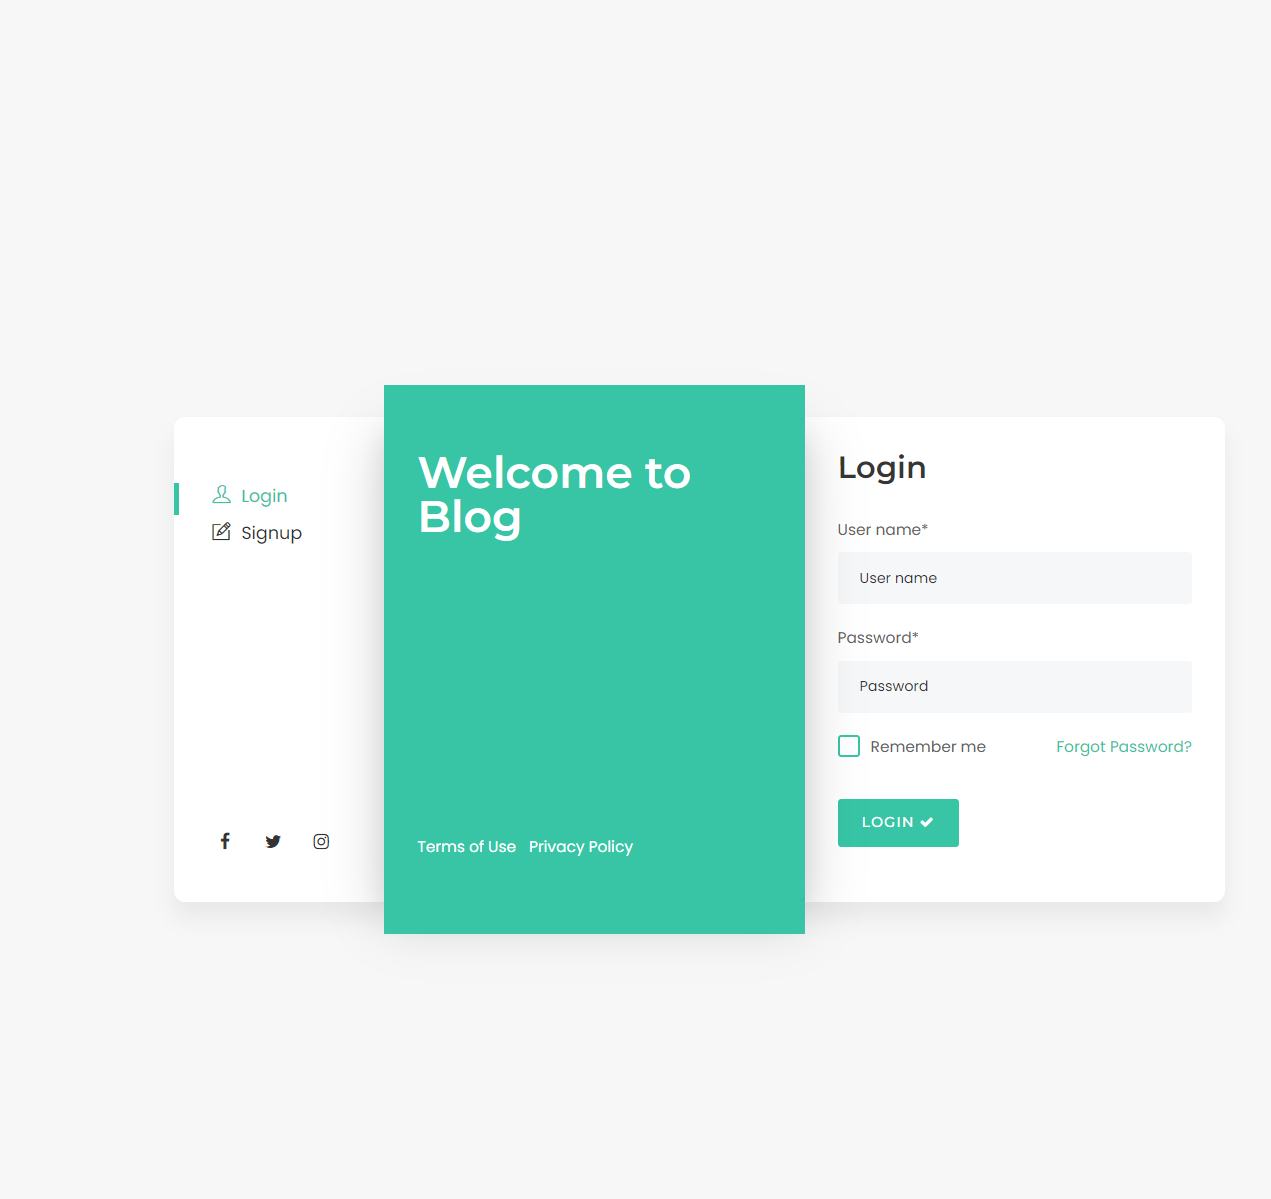 Login
Signup
Welcome to
Blog
Terms of Use Privacy Policy
Login
User name*
User name
Password*
Password
Remember me Forgot Password?
LOGIN